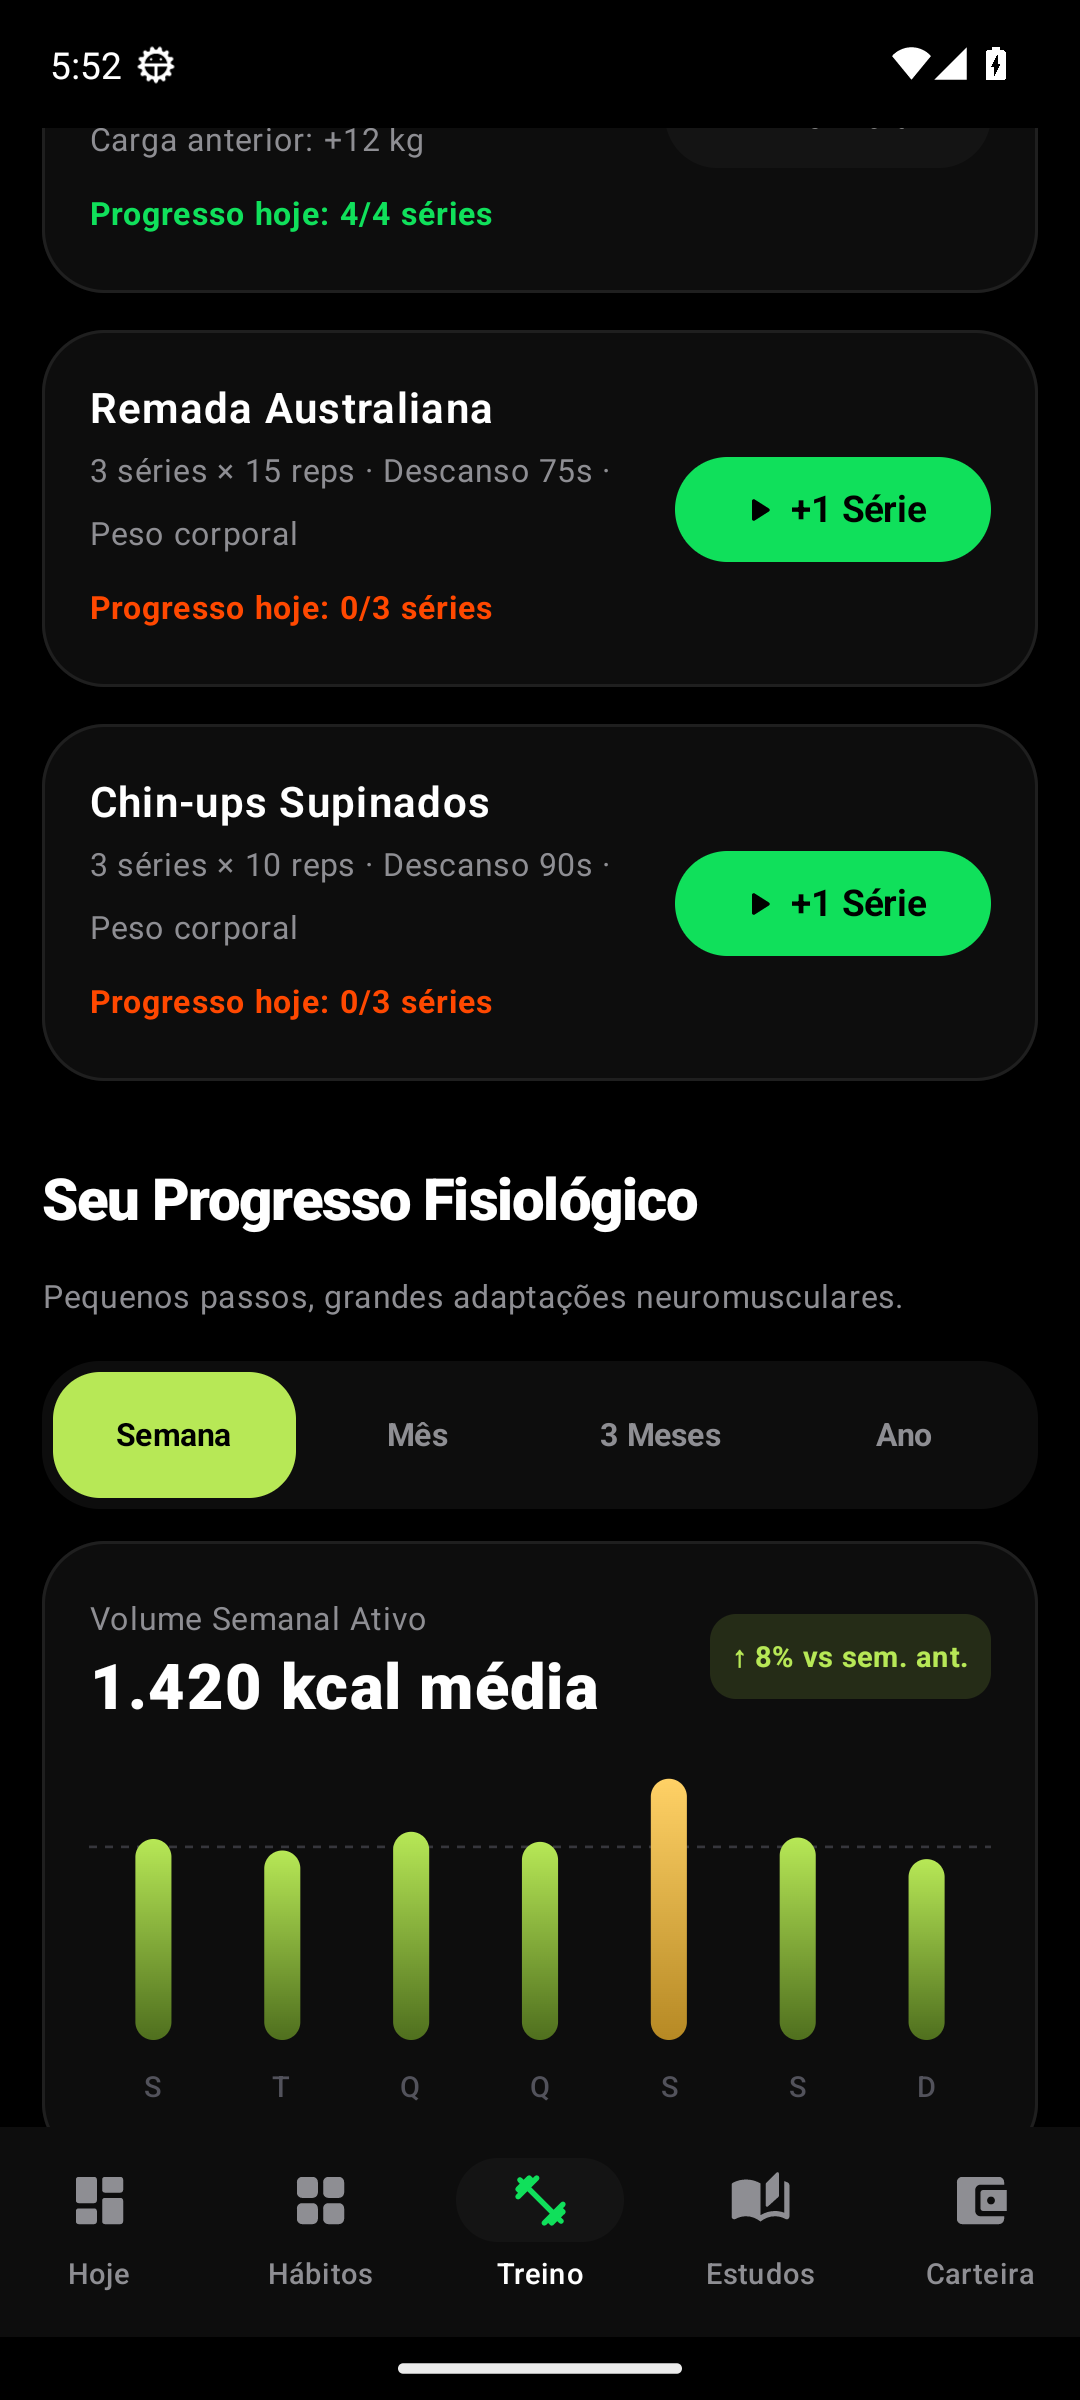 5:52
Carga anterior: +12 kg
Progresso hoje: 4/4 séries
Remada Australiana
3 séries × 15 reps · Descanso 75s ·
Peso corporal
+1 Série
Progresso hoje: 0/3 séries
Chin-ups Supinados
3 séries × 10 reps · Descanso 90s ·
Peso corporal
+1 Série
Progresso hoje: 0/3 séries
Seu Progresso Fisiológico
Pequenos passos, grandes adaptações neuromusculares.
Semana Mês 3 Meses Ano
Volume Semanal Ativo
1.420 kcal média
↑ 8% vs sem. ant.
S T Q Q S S D
Hoje Hábitos Treino Estudos Carteira